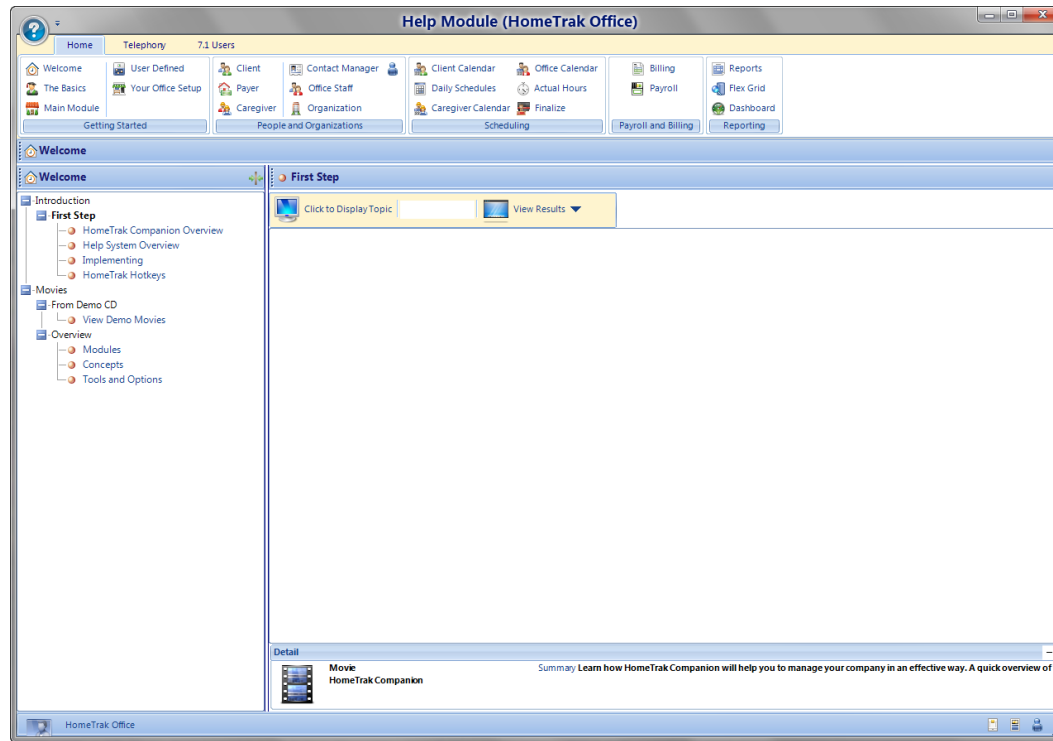 Help Module (HomeTrak Office)
Home Telephony 7.1 Users
Welcome User Defined Client Contact Manager Client Calendar Office Calendar Billing Reports
The Basics Your Office Setup Payer Office Staff Daily Schedules Actual Hours Payroll Flex Grid
Main Module Caregiver Organization Caregiver Calendar Finalize Dashboard
Getting Started People and Organizations Scheduling Payroll and Billing Reporting
Welcome
Welcome First Step
Introduction
First Step
HomeTrak Companion Overview
Help System Overview
Implementing
HomeTrak Hotkeys
Movies
From Demo CD
View Demo Movies
Overview
Modules
Concepts
Tools and Options
Click to Display Topic View Results
Detail
Movie Summary Learn how HomeTrak Companion will help you to manage your company in an effective way. A quick overview of
HomeTrak Companion
HomeTrak Office